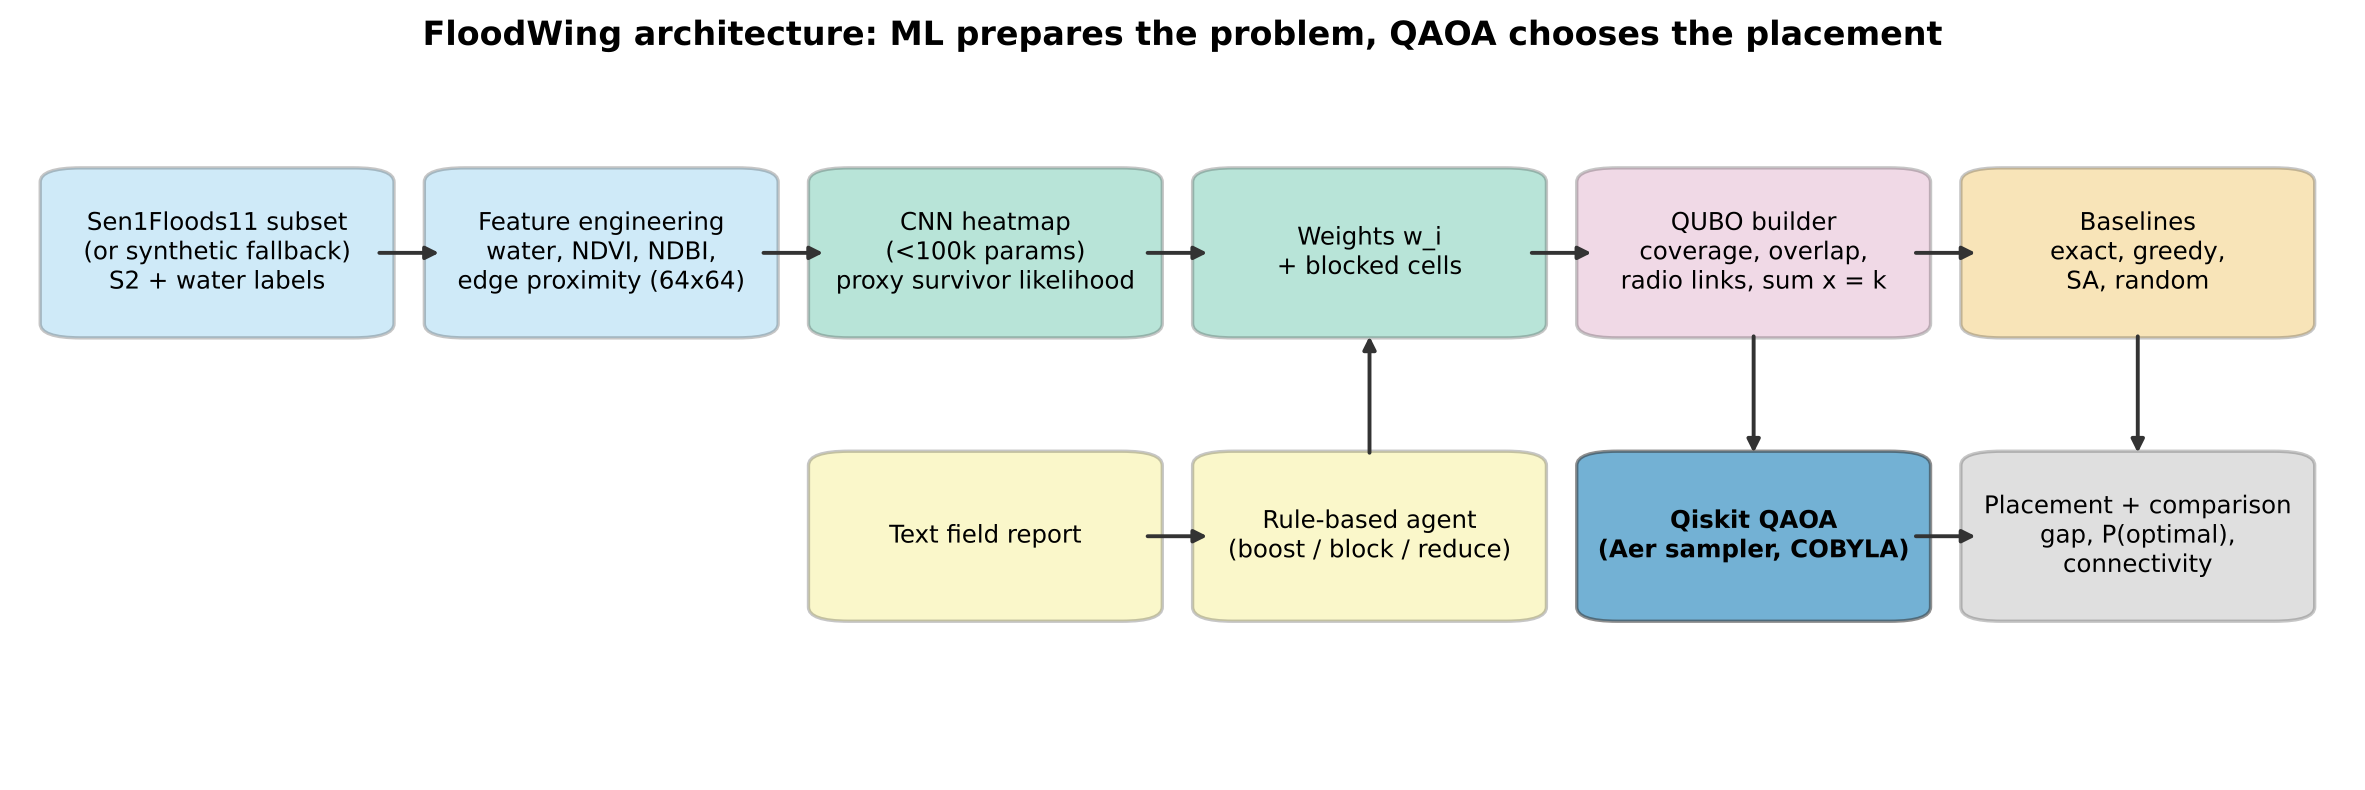 FloodWing architecture: ML prepares the problem, QAOA chooses the placement
Sen1Floods11 subset
(or synthetic fallback)
S2 + water labels
Feature engineering
water, NDVI, NDBI,
edge proximity (64x64)
CNN heatmap
(<100k params)
proxy survivor likelihood
Weights w_i
+ blocked cells
QUBO builder
coverage, overlap,
radio links, sum x = k
Baselines
exact, greedy,
SA, random
Text field report
Rule-based agent
(boost / block / reduce)
Qiskit QAOA
(Aer sampler, COBYLA)
Placement + comparison
gap, P(optimal),
connectivity